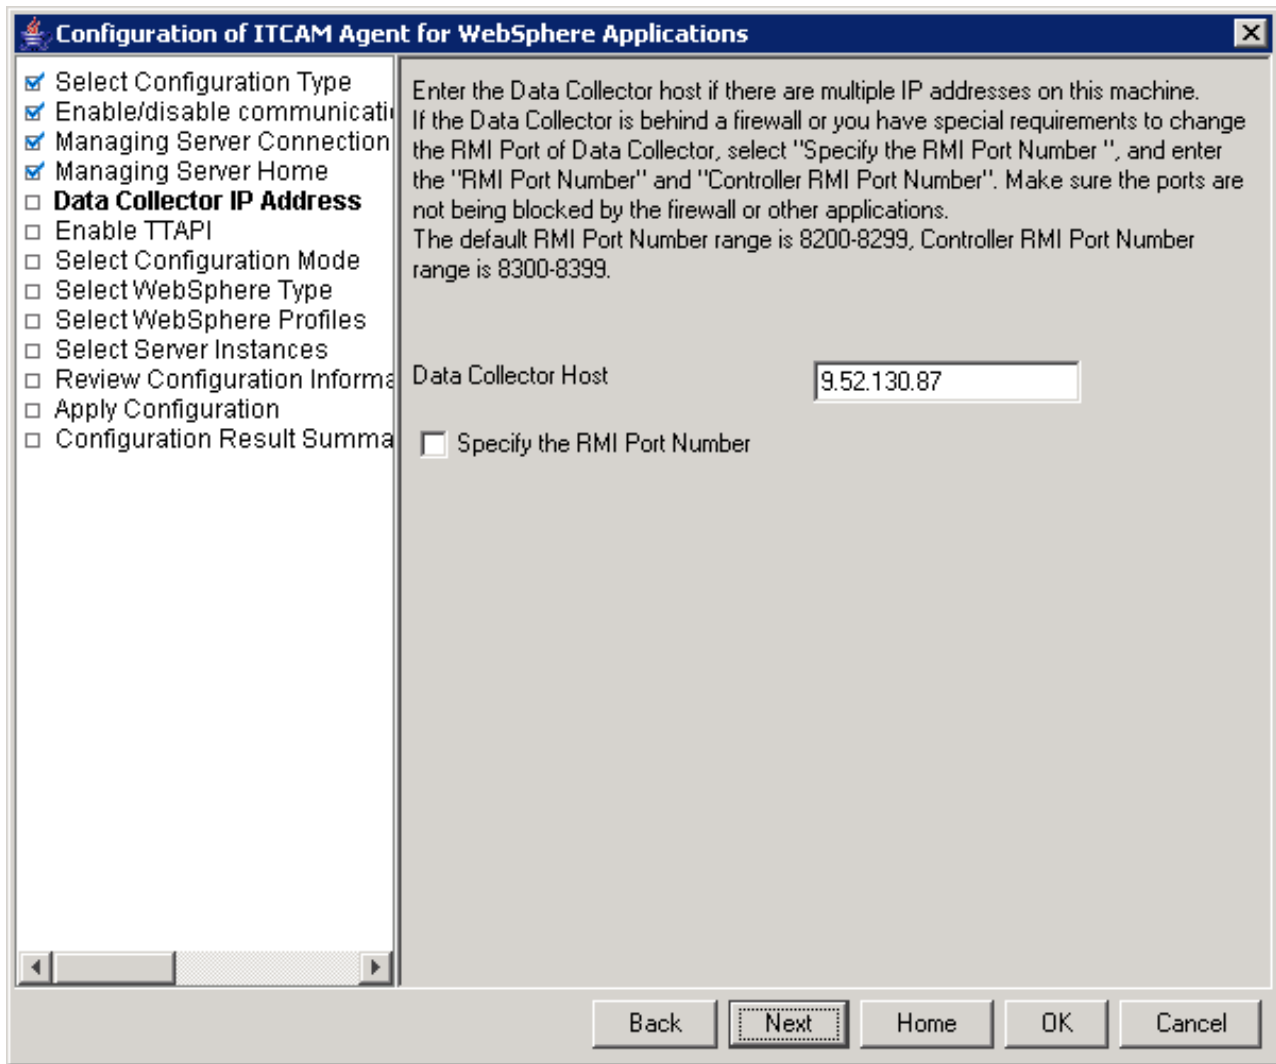 Configuration of ITCAM Agent for WebSphere Applications
Select Configuration Type
Enable/disable communicati
Managing Server Connection
Managing Server Home
Data Collector IP Address
Enable TTAPI
Select Configuration Mode
Select WebSphere Type
Select WebSphere Profiles
Select Server Instances
Review Configuration Informa
Apply Configuration
Configuration Result Summa
Enter the Data Collector host if there are multiple IP addresses on this machine.
If the Data Collector is behind a firewall or you have special requirements to change
the RMI Port of Data Collector, select "Specify the RMI Port Number ", and enter
the "RMI Port Number" and "Controller RMI Port Number". Make sure the ports are
not being blocked by the firewall or other applications.
The default RMI Port Number range is 8200-8299, Controller RMI Port Number
range is 8300-8399.
Data Collector Host
9.52.130.87
Specify the RMI Port Number
Back
Next
Home
OK
Cancel